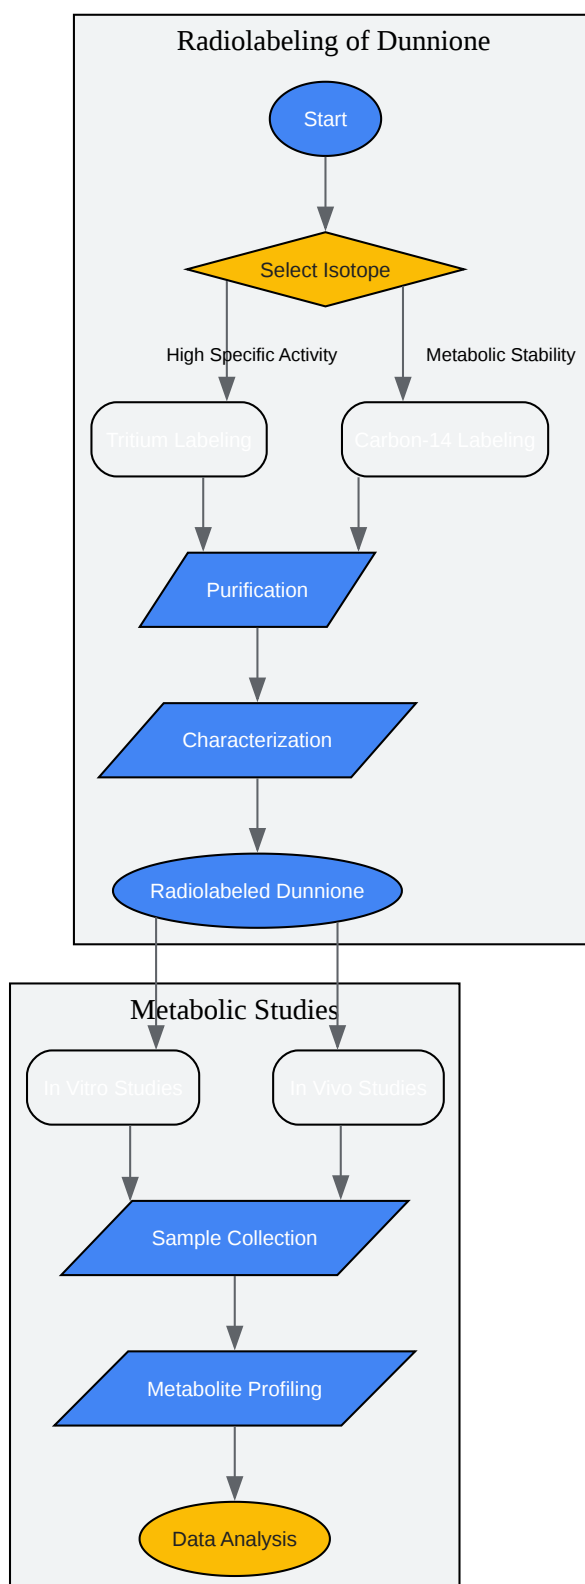 Radiolabeling of Dunnione
Start
Select Isotope
High Specific Activity
Metabolic Stability
Tritium Labeling
Carbon-14 Labeling
Purification
Characterization
Radiolabeled Dunnione
Metabolic Studies
In Vitro Studies
In Vivo Studies
Sample Collection
Metabolite Profiling
Data Analysis